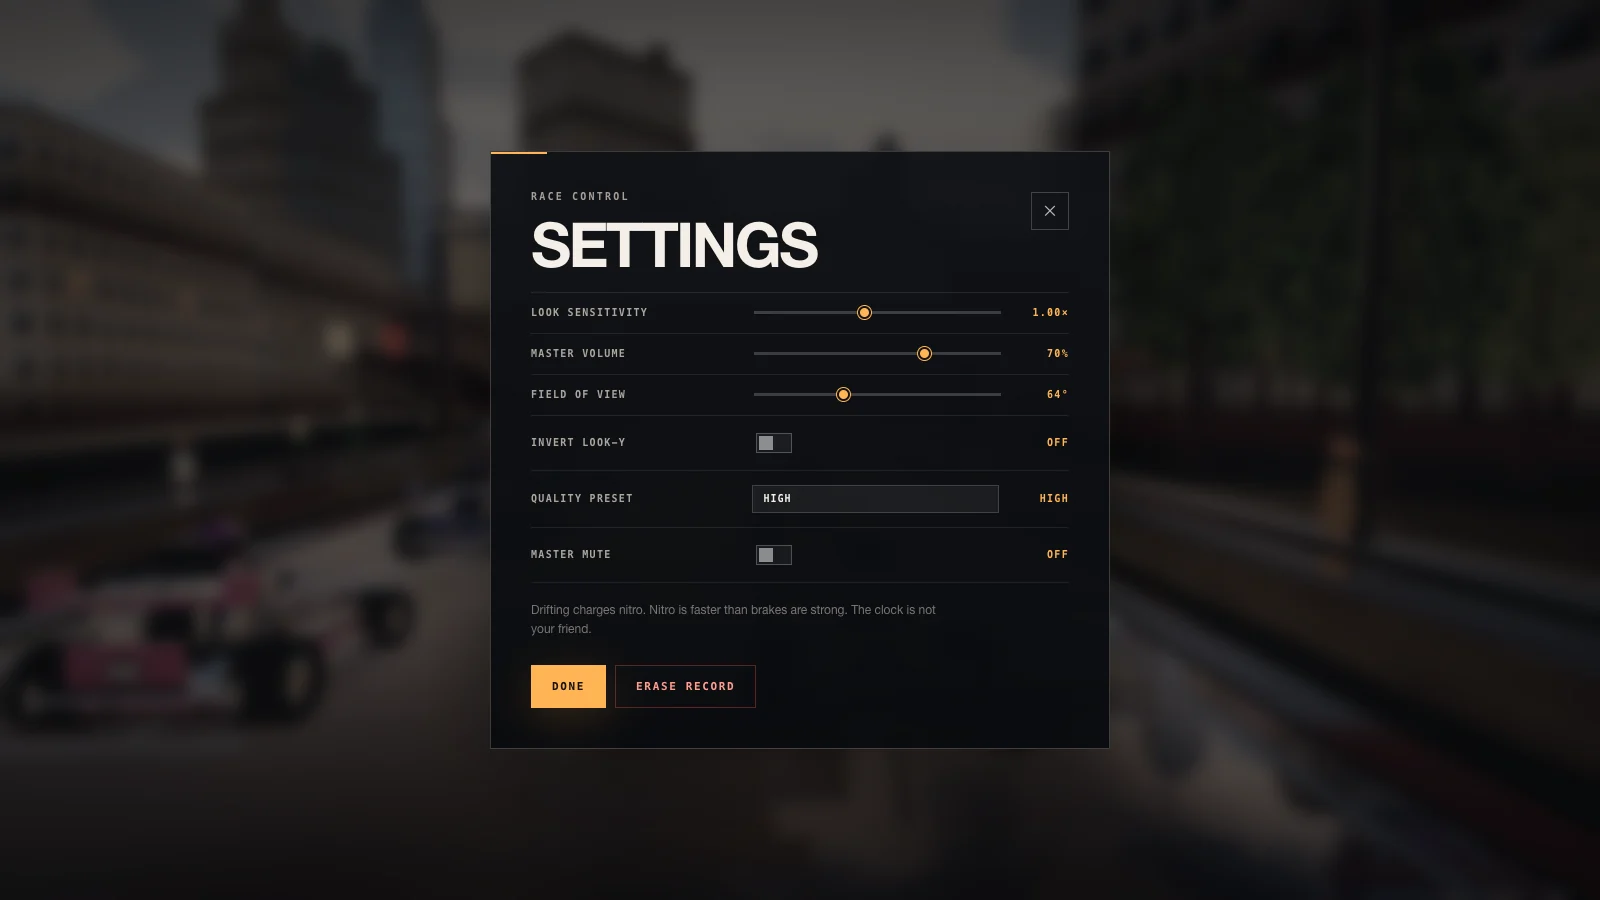 RACE CONTROL
SETTINGS
LOOK SENSITIVITY 1.00×
MASTER VOLUME 70%
FIELD OF VIEW 64°
INVERT LOOK-Y OFF
QUALITY PRESET HIGH HIGH
MASTER MUTE OFF
Drifting charges nitro. Nitro is faster than brakes are strong. The clock is not
your friend.
DONE ERASE RECORD